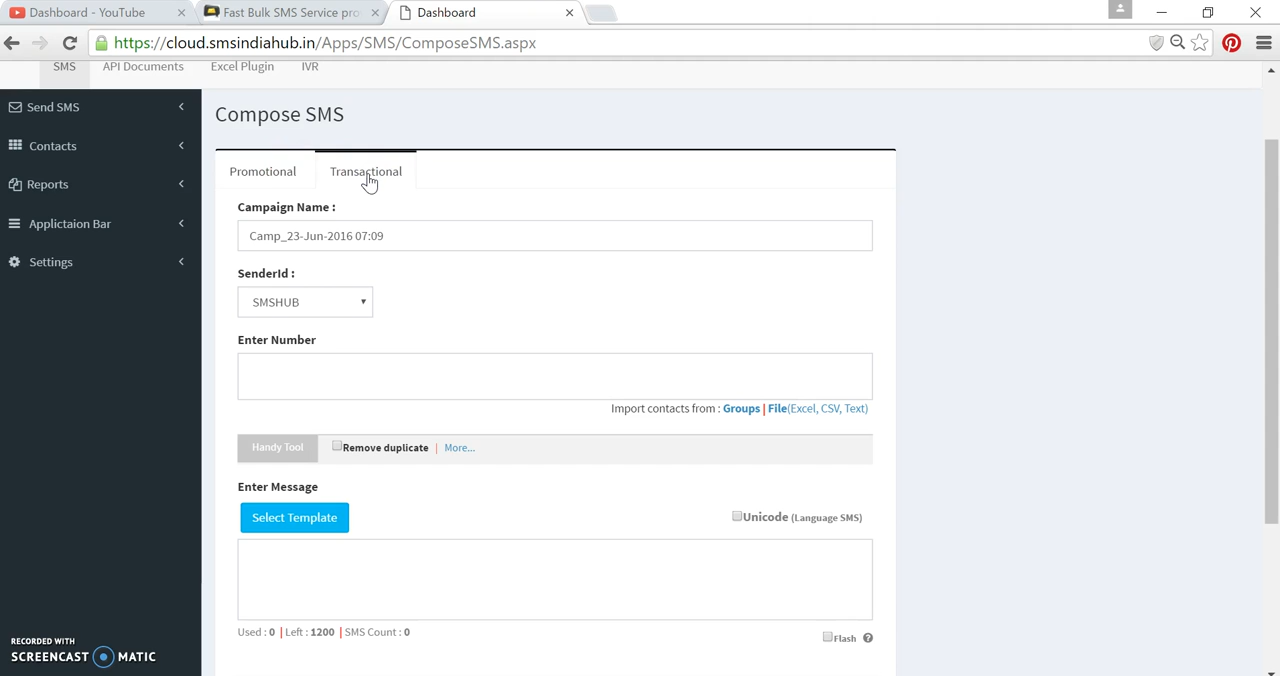 Dashboard - YouTube
Fast Bulk SMS Service pro
Dashboard
https://cloud.smsindiahub.in/Apps/SMS/ComposeSMS.aspx
SMS API Documents Excel Plugin IVR
Send SMS
Contacts
Reports
Applictaion Bar
Settings
Compose SMS
Promotional Transactional
Campaign Name :
Camp_23-Jun-2016 07:09
SenderId :
SMSHUB
Enter Number
Import contacts from : Groups | File(Excel, CSV, Text)
Handy Tool Remove duplicate | More...
Enter Message
Select Template Unicode (Language SMS)
Used : 0 | Left : 1200 | SMS Count : 0
Flash ?
RECORDED WITH
SCREENCAST MATIC